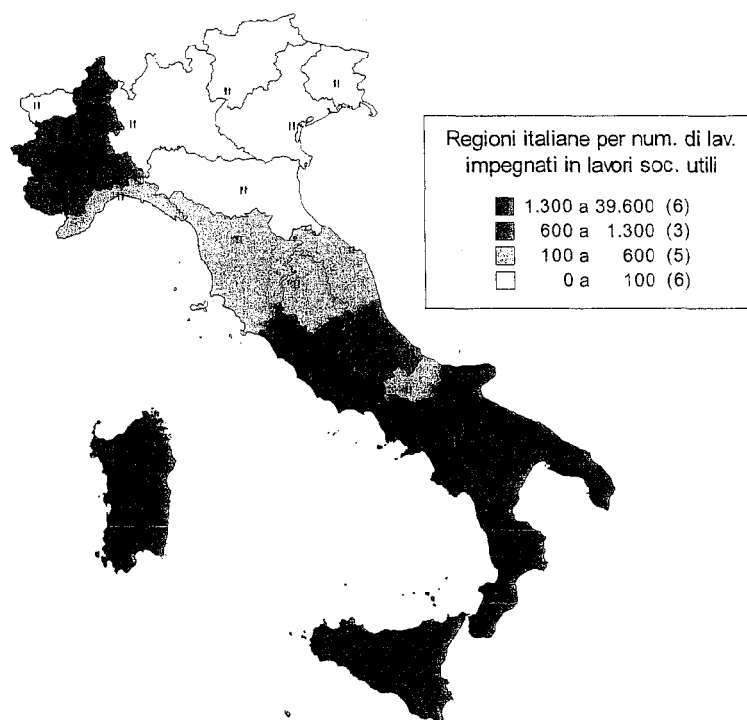 Regioni italiane per num. di lav.
impegnati in lavori soc. utili
1.300 a 39.600 (6)
600 a 1.300 (3)
100 a 600 (5)
0 a 100 (6)